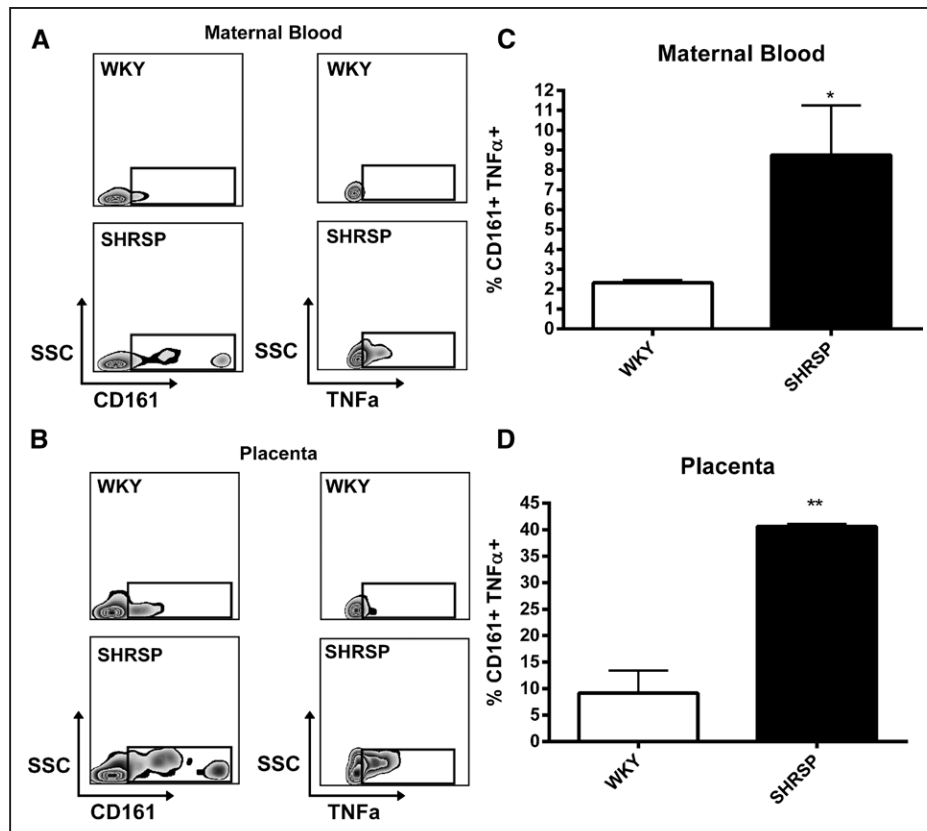 A
Maternal Blood
WKY
WKY
SHRSP
SHRSP
SSC
SSC
CD161
TNFa
B
Placenta
WKY
WKY
SHRSP
SHRSP
SSC
SSC
CD161
TNFa
C
Maternal Blood
% CD161+ TNFα+
12
11
10
9
8
7
6
5
4
3
2
1
0
*
WKY
SHRSP
D
Placenta
% CD161+ TNFα+
45
40
35
30
25
20
15
10
5
0
**
WKY
SHRSP